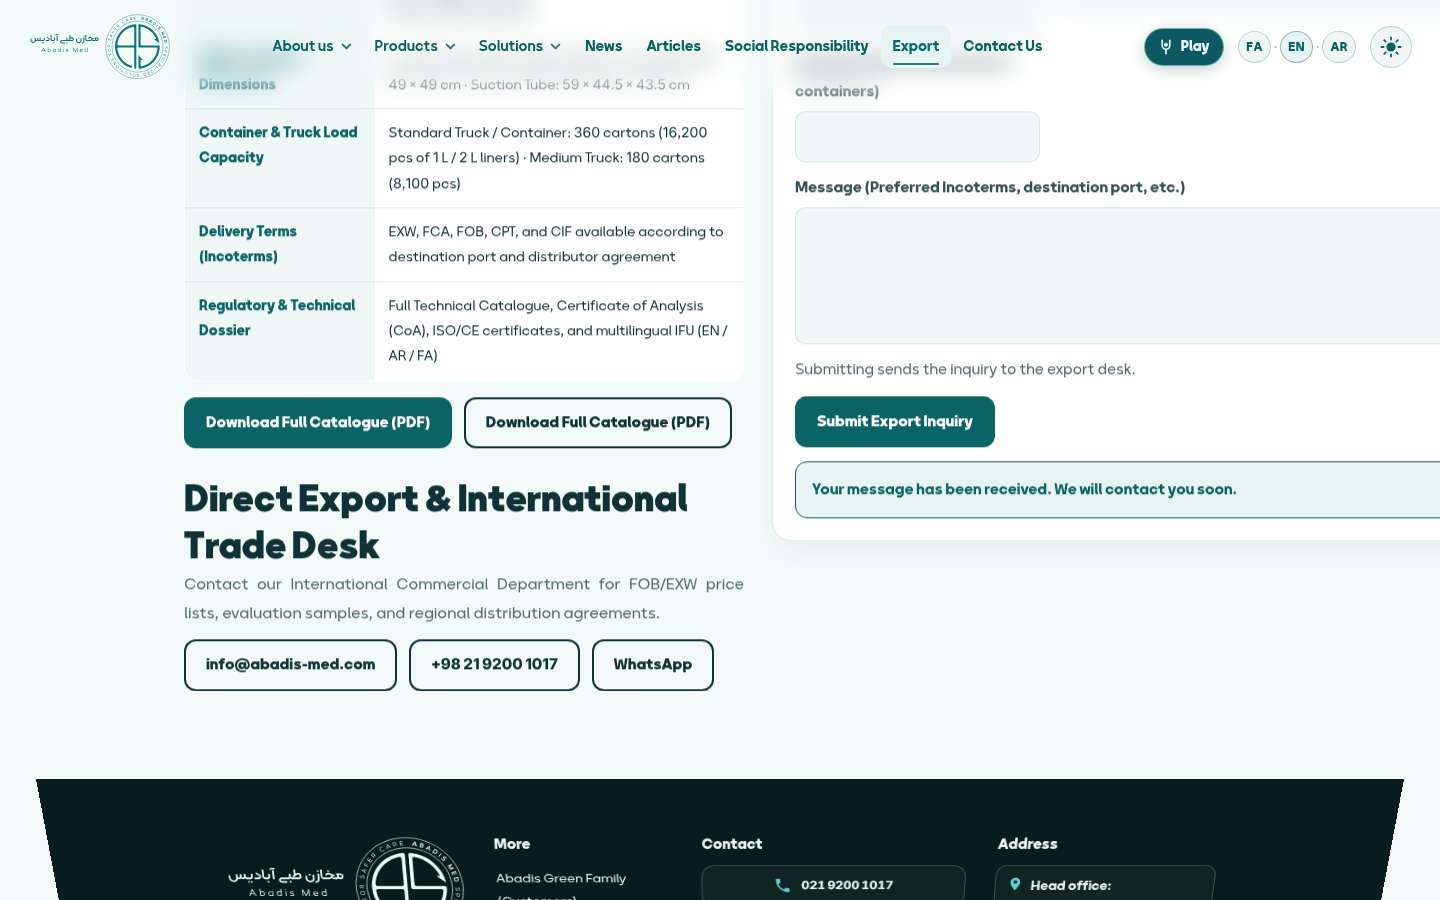 مخازن طبی آبادیس
Abadis Med
About us
Products
Solutions
News
Articles
Social Responsibility
Export
Contact Us
Play
FA · EN · AR
Dimensions
49 × 49 cm · Suction Tube: 59 × 44.5 × 43.5 cm
Container & Truck Load
Capacity
Standard Truck / Container: 360 cartons (16,200
pcs of 1 L / 2 L liners) · Medium Truck: 180 cartons
(8,100 pcs)
Delivery Terms
(Incoterms)
EXW, FCA, FOB, CPT, and CIF available according to
destination port and distributor agreement
Regulatory & Technical
Dossier
Full Technical Catalogue, Certificate of Analysis
(CoA), ISO/CE certificates, and multilingual IFU (EN /
AR / FA)
Download Full Catalogue (PDF)
Download Full Catalogue (PDF)
Direct Export & International
Trade Desk
Contact our International Commercial Department for FOB/EXW price
lists, evaluation samples, and regional distribution agreements.
info@abadis-med.com
+98 21 9200 1017
WhatsApp
containers)
Message (Preferred Incoterms, destination port, etc.)
Submitting sends the inquiry to the export desk.
Submit Export Inquiry
Your message has been received. We will contact you soon.
مخازن طبی آبادیس
Abadis Med
More
Abadis Green Family
(Customers)
Contact
021 9200 1017
Address
Head office: